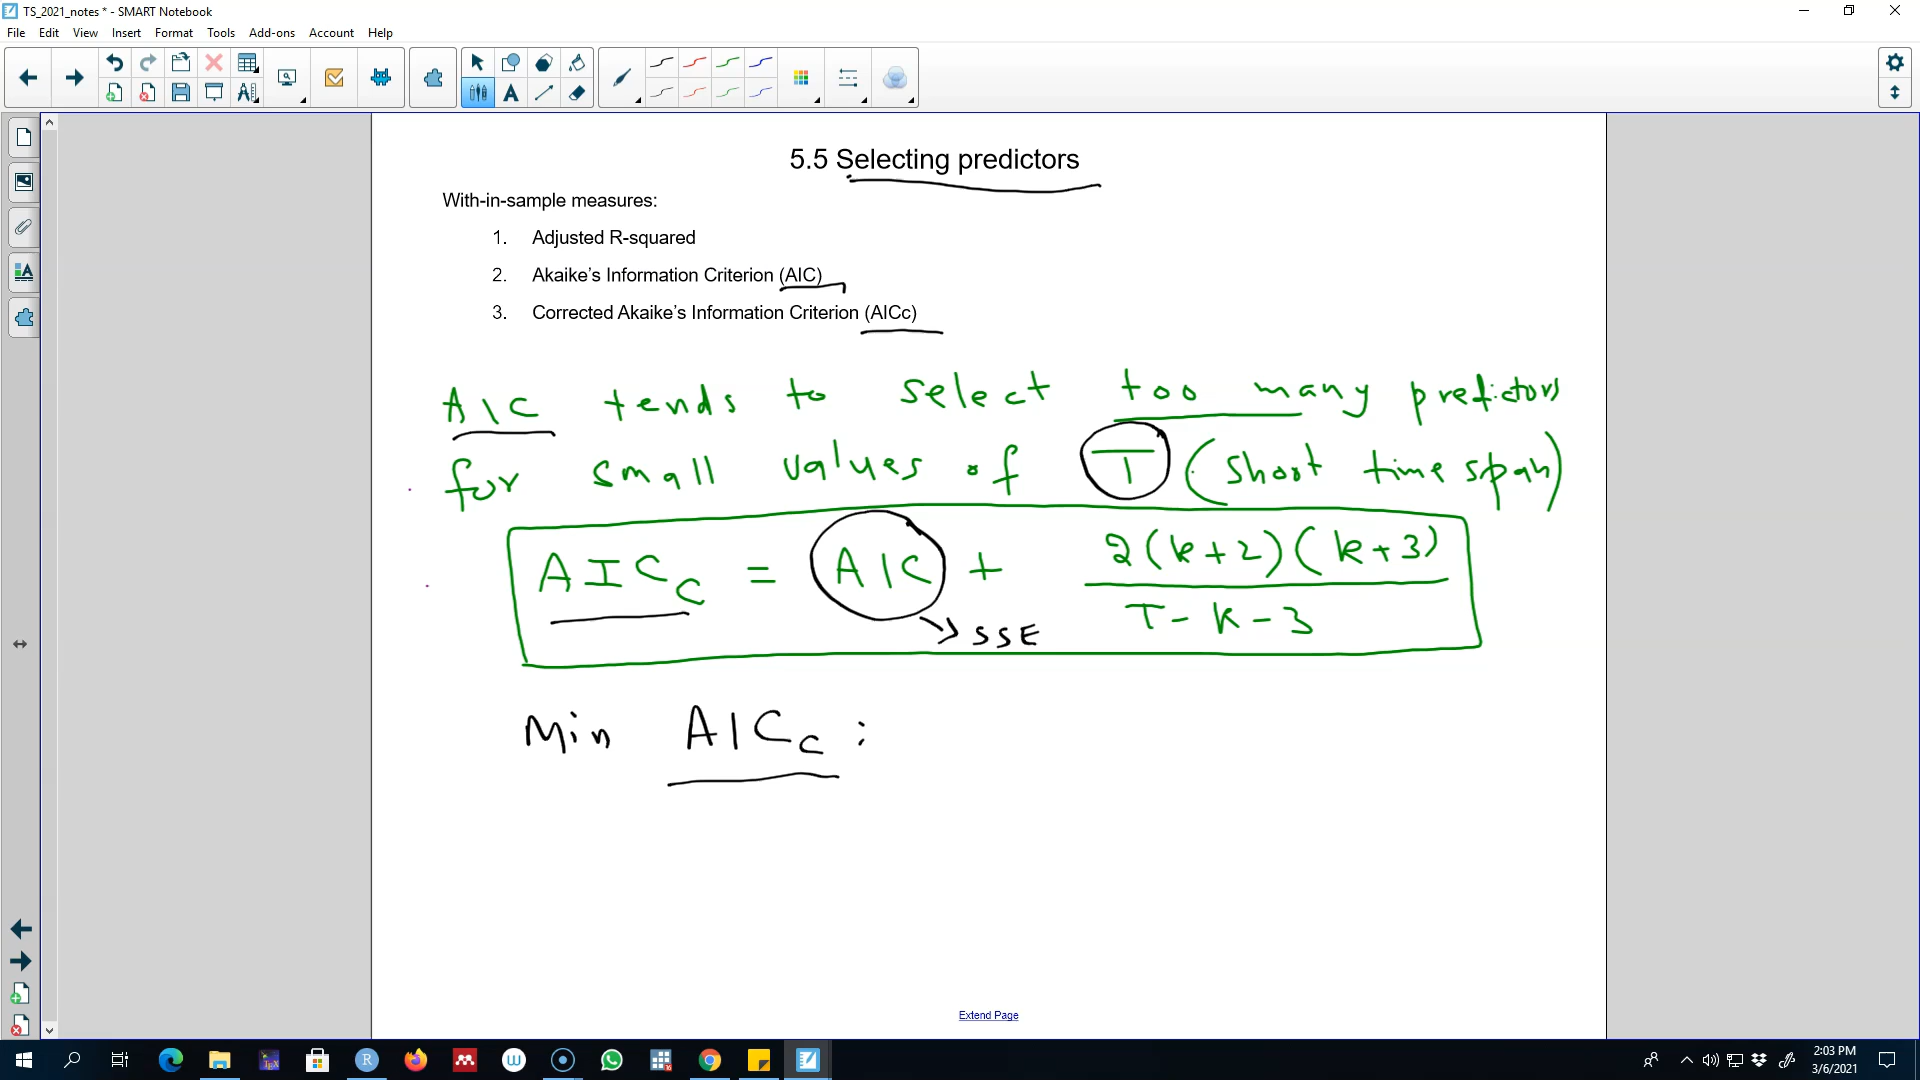 TS_2021_notes * - SMART Notebook
File Edit View Insert Format Tools Add-ons Account Help
5.5 Selecting predictors
With-in-sample measures:
1. Adjusted R-squared
2. Akaike’s Information Criterion (AIC)
3. Corrected Akaike’s Information Criterion (AICc)
AIC tends to select too many predictors
for small values of T (short time span)
AICc = AIC + 2(k+2)(k+3)
T-k-3
→ SSE
Min AICc :
Extend Page
2:03 PM
3/6/2021